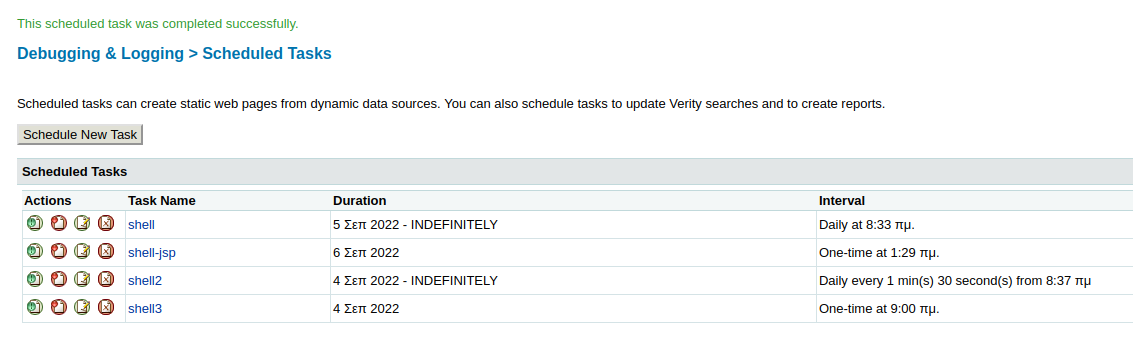 This scheduled task was completed successfully.
Debugging & Logging > Scheduled Tasks
Scheduled tasks can create static web pages from dynamic data sources. You can also schedule tasks to update Verity searches and to create reports.
Schedule New Task
Scheduled Tasks
Actions Task Name Duration Interval
shell 5 Σεπ 2022 - INDEFINITELY Daily at 8:33 πμ.
shell-jsp 6 Σεπ 2022 One-time at 1:29 πμ.
shell2 4 Σεπ 2022 - INDEFINITELY Daily every 1 min(s) 30 second(s) from 8:37 πμ
shell3 4 Σεπ 2022 One-time at 9:00 πμ.